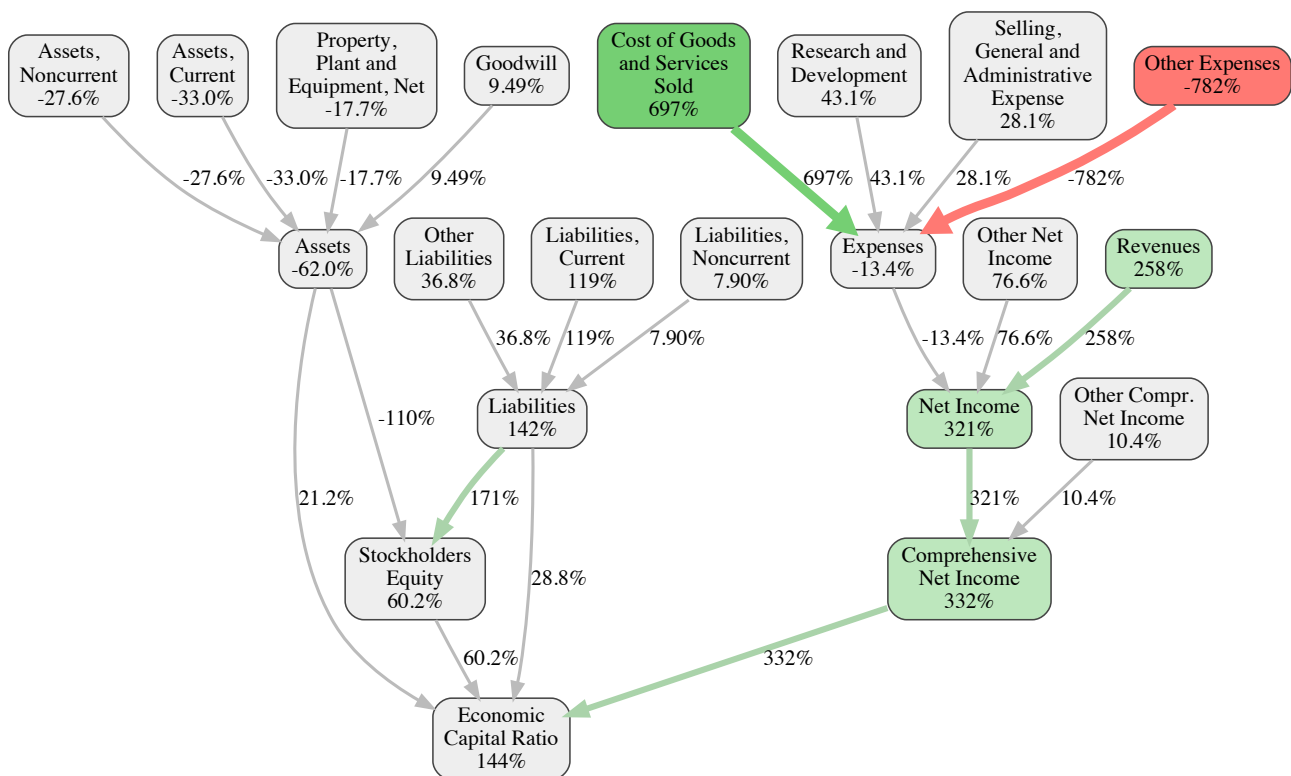 Assets,
Noncurrent
-27.6%
Assets,
Current
-33.0%
Property,
Plant and
Equipment, Net
-17.7%
Goodwill
9.49%
Cost of Goods
and Services
Sold
697%
Research and
Development
43.1%
Selling,
General and
Administrative
Expense
28.1%
Other Expenses
-782%
-27.6%
-33.0%
-17.7%
9.49%
697%
43.1%
28.1%
-782%
Assets
-62.0%
Other
Liabilities
36.8%
Liabilities,
Current
119%
Liabilities,
Noncurrent
7.90%
Expenses
-13.4%
Other Net
Income
76.6%
Revenues
258%
36.8%
119%
7.90%
-13.4%
76.6%
258%
-110%
Liabilities
142%
Net Income
321%
Other Compr.
Net Income
10.4%
21.2%
171%
321%
10.4%
Stockholders
Equity
60.2%
28.8%
Comprehensive
Net Income
332%
60.2%
332%
Economic
Capital Ratio
144%